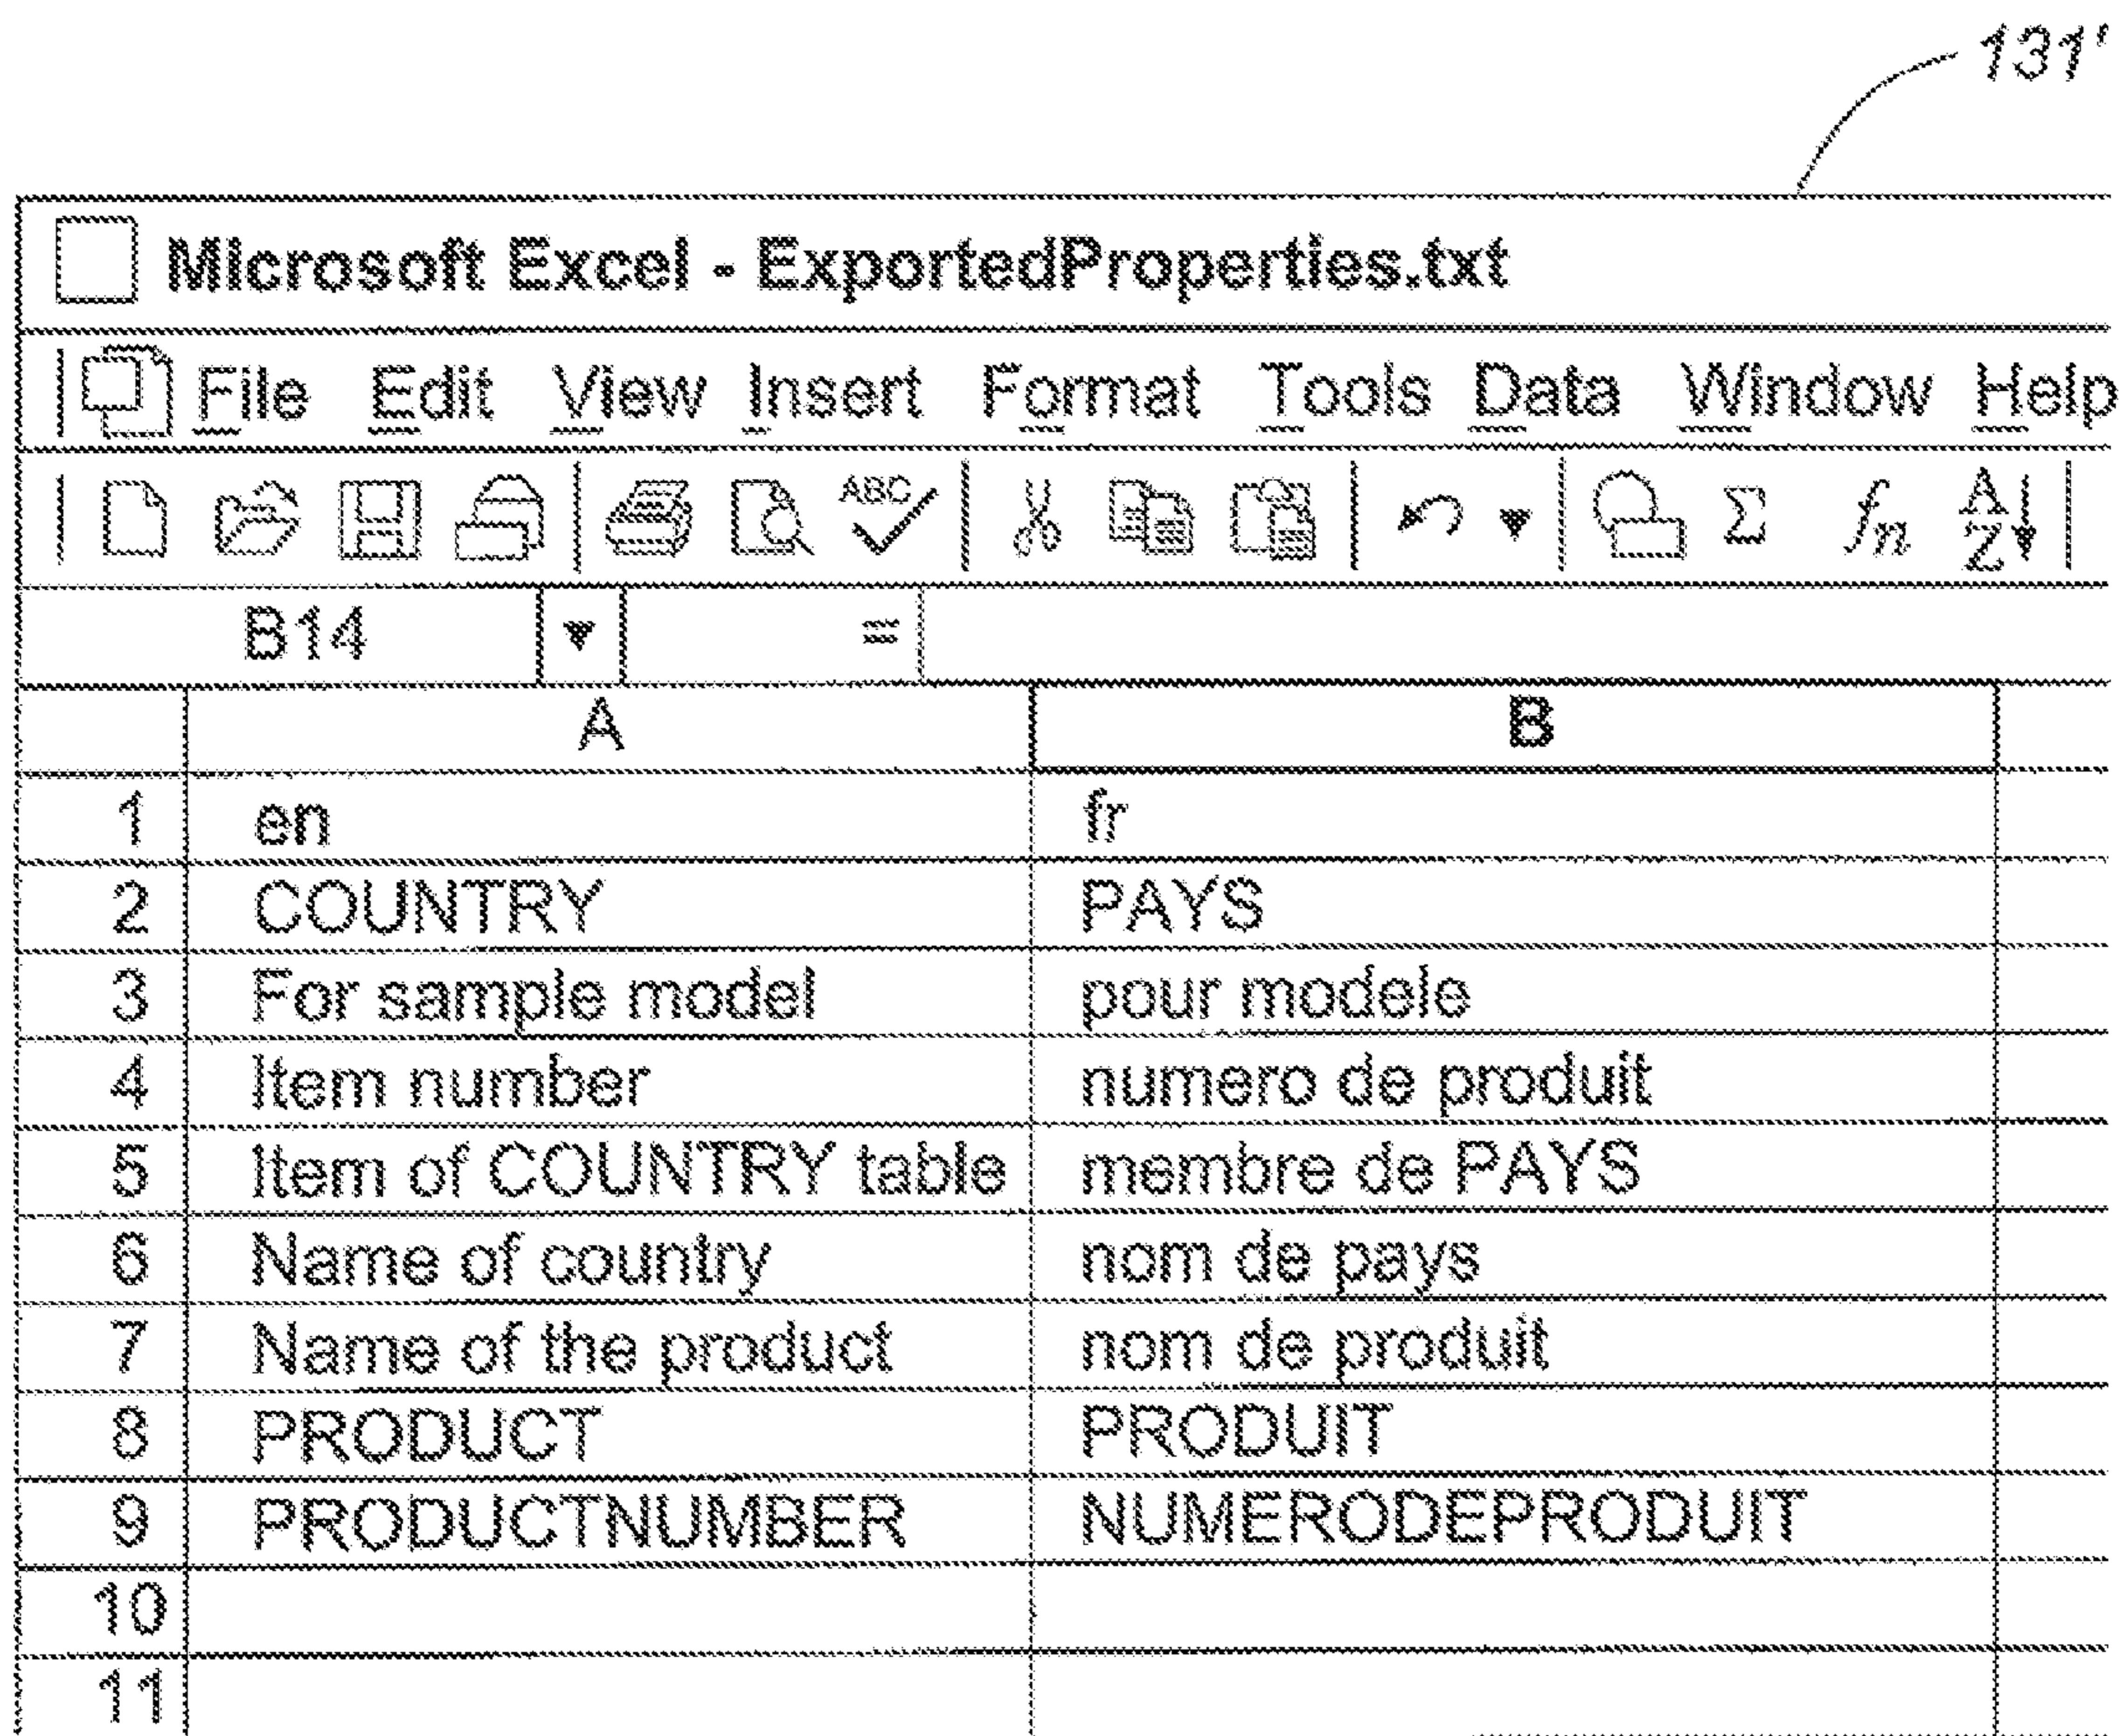 131'
Microsoft Excel - ExportedProperties.txt
File Edit View Insert Format Tools Data Window Help
ABC Σ fn A Z
B14 =
A B
1 en fr
2 COUNTRY PAYS
3 For sample model pour modele
4 Item number numero de produit
5 Item of COUNTRY table membre de PAYS
6 Name of country nom de pays
7 Name of the product nom de produit
8 PRODUCT PRODUIT
9 PRODUCTNUMBER NUMERODEPRODUIT
10
11